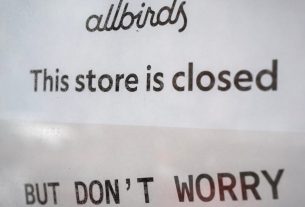 allbirds
This store is closed
BUT DON'T WORRY